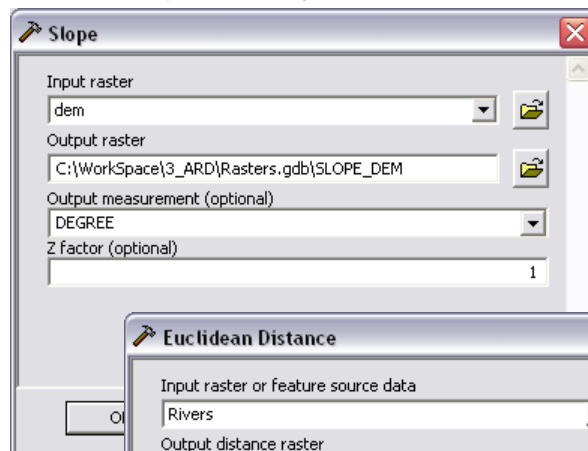 Slope
Input raster
dem
Output raster
C:\WorkSpace\3_ARD\Rasters.gdb\SLOPE_DEM
Output measurement (optional)
DEGREE
Z factor (optional)
1
Euclidean Distance
Input raster or feature source data
Rivers
Output distance raster